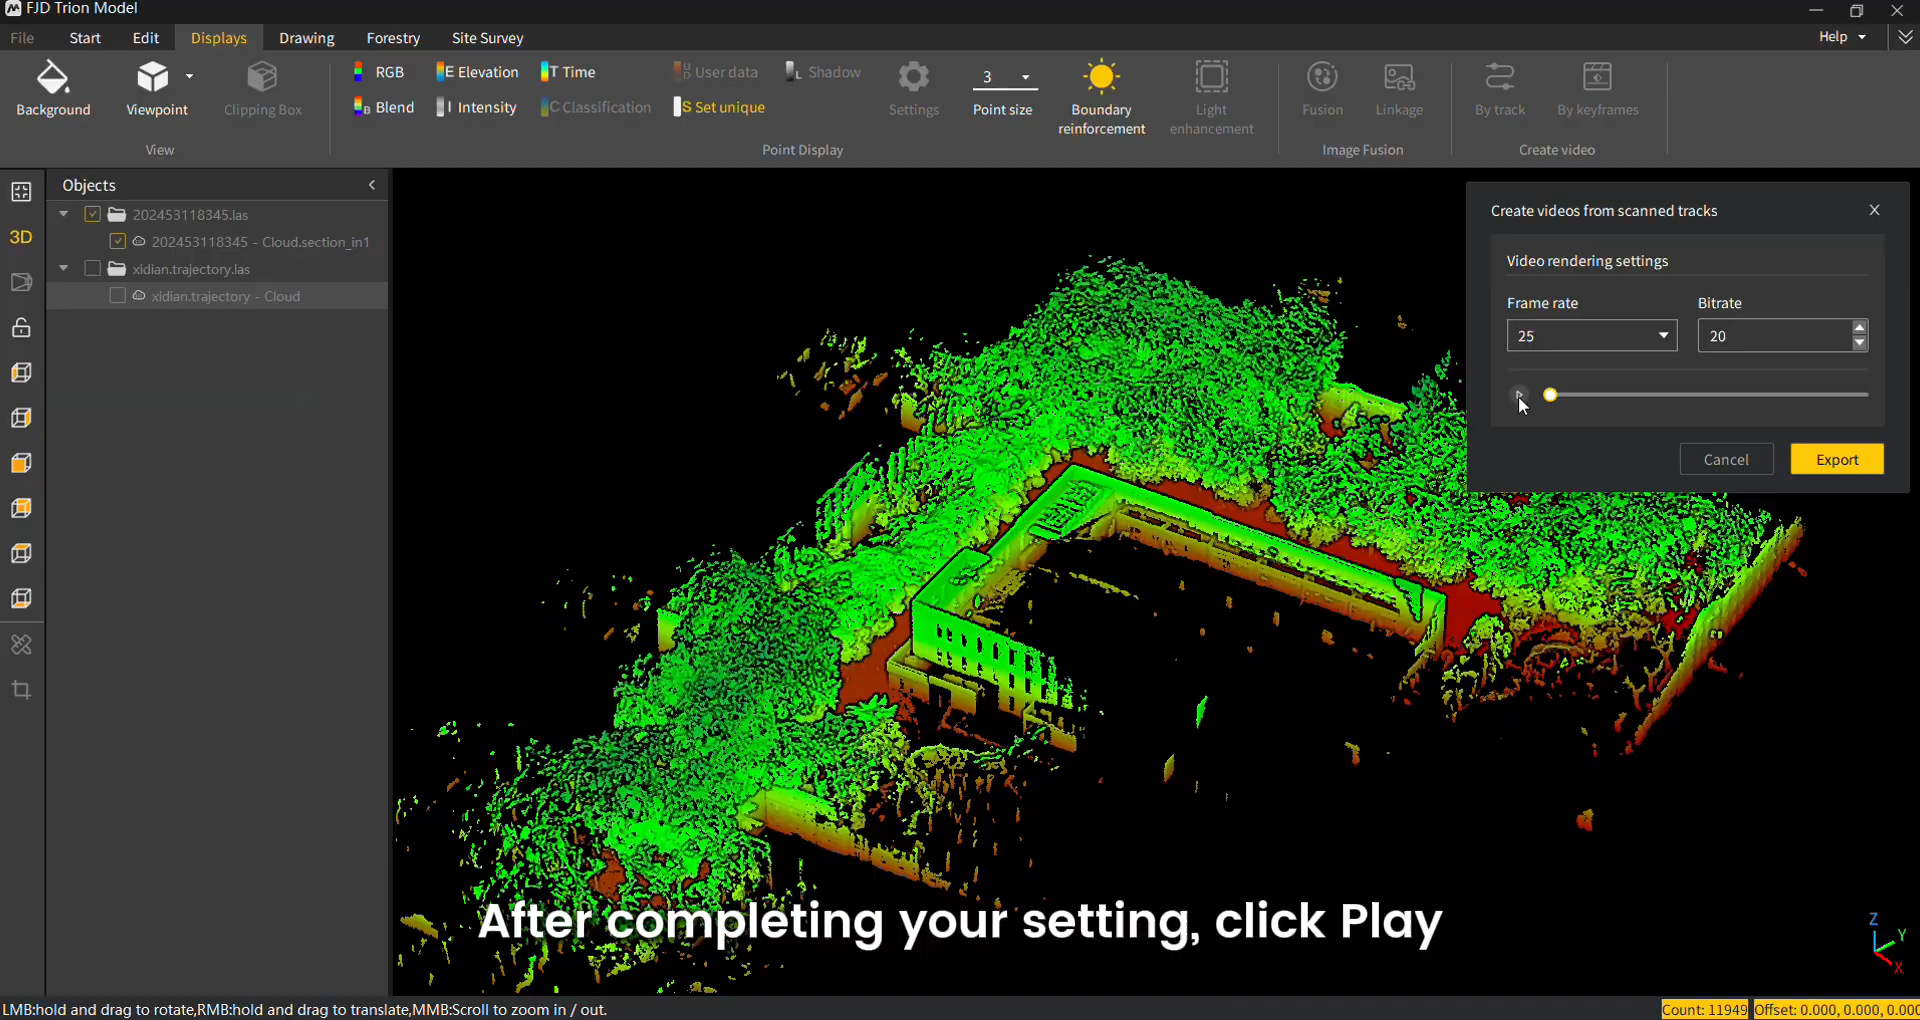 FJD Trion Model
File Start Edit Displays Drawing Forestry Site Survey Help
Background Viewpoint Clipping Box
View
RGB E Elevation T Time User data L Shadow
B Blend I Intensity C Classification S Set unique
Settings 3 Point size Boundary reinforcement Light enhancement
Point Display
Fusion Linkage
Image Fusion
By track By keyframes
Create video
Objects
3D
202453118345.las
202453118345 - Cloud.section_in1
xidian.trajectory.las
xidian.trajectory - Cloud
Create videos from scanned tracks X
Video rendering settings
Frame rate Bitrate
25 20
Cancel Export
After completing your setting, click Play
Z
Y
X
LMB:hold and drag to rotate,RMB:hold and drag to translate,MMB:Scroll to zoom in / out.
Count: 11949 Offset: 0.000, 0.000, 0.000